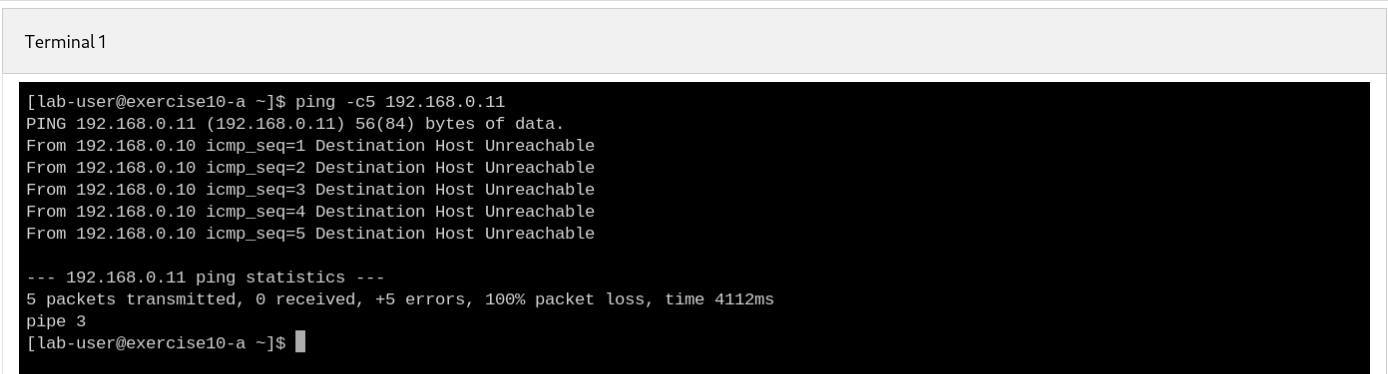 Terminal 1
[lab-user@exercise10-a ~]$ ping -c5 192.168.0.11
PING 192.168.0.11 (192.168.0.11) 56(84) bytes of data.
From 192.168.0.10 icmp_seq=1 Destination Host Unreachable
From 192.168.0.10 icmp_seq=2 Destination Host Unreachable
From 192.168.0.10 icmp_seq=3 Destination Host Unreachable
From 192.168.0.10 icmp_seq=4 Destination Host Unreachable
From 192.168.0.10 icmp_seq=5 Destination Host Unreachable
--- 192.168.0.11 ping statistics ---
5 packets transmitted, 0 received, +5 errors, 100% packet loss, time 4112ms
pipe 3
[lab-user@exercise10-a ~]$